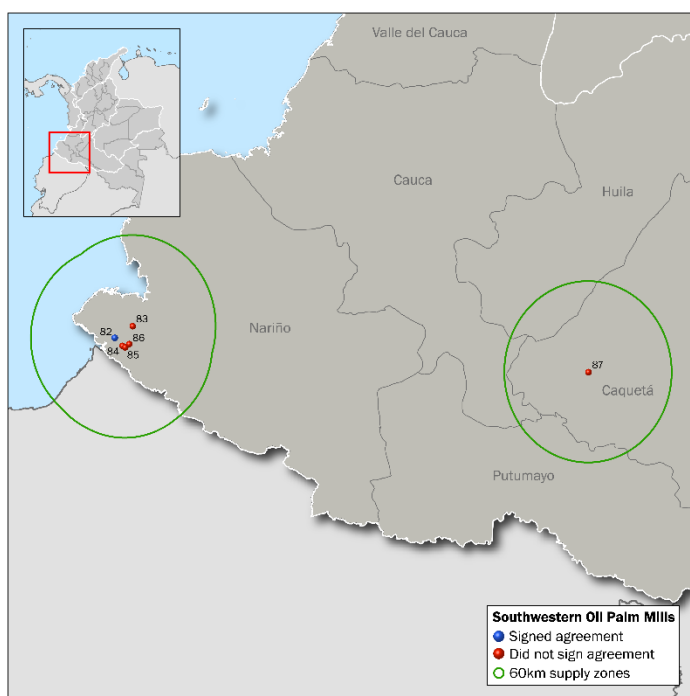 Valle del Cauca
Cauca
Huila
Nariño
83
82
86
84
85
87
Caquetá
Putumayo
Southwestern Oil Palm Mills
Signed agreement
Did not sign agreement
60km supply zones